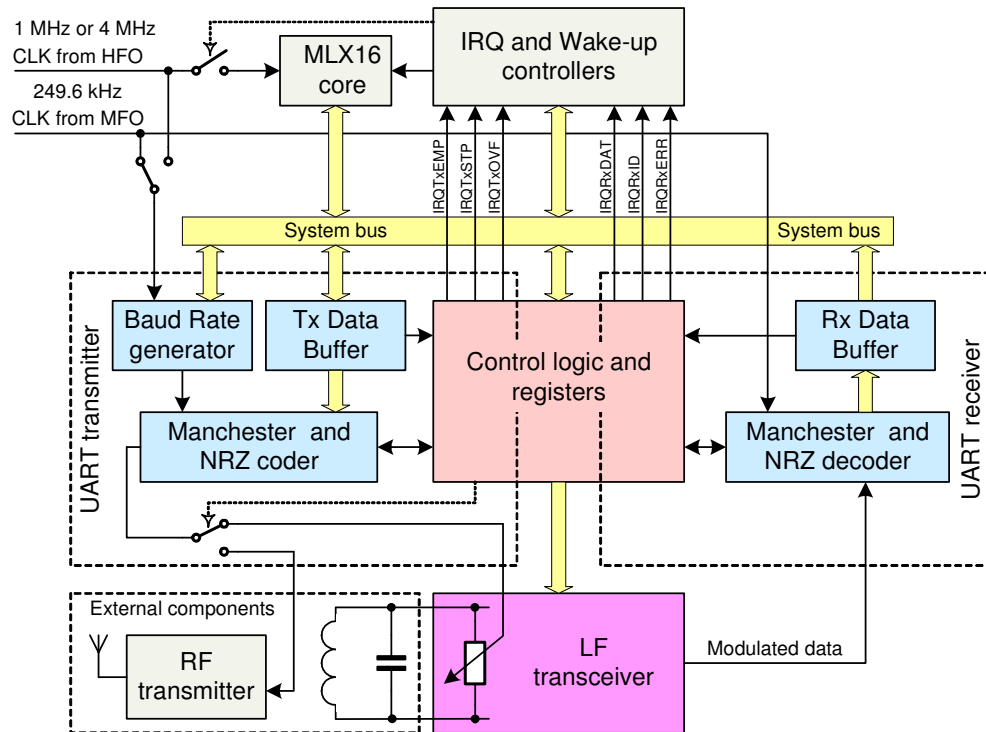 1 MHz or 4 MHz
CLK from HFO
249.6 kHz
CLK from MFO
MLX16
core
IRQ and Wake-up
controllers
IRQTxEMP
IRQTxSTP
IRQTxOVF
IRQRxDAT
IRQRxID
IRQRxERR
System bus
System bus
UART transmitter
Baud Rate
generator
Tx Data
Buffer
Control logic and
registers
Rx Data
Buffer
UART receiver
Manchester and
NRZ coder
Manchester and
NRZ decoder
External components
RF
transmitter
LF
transceiver
Modulated data